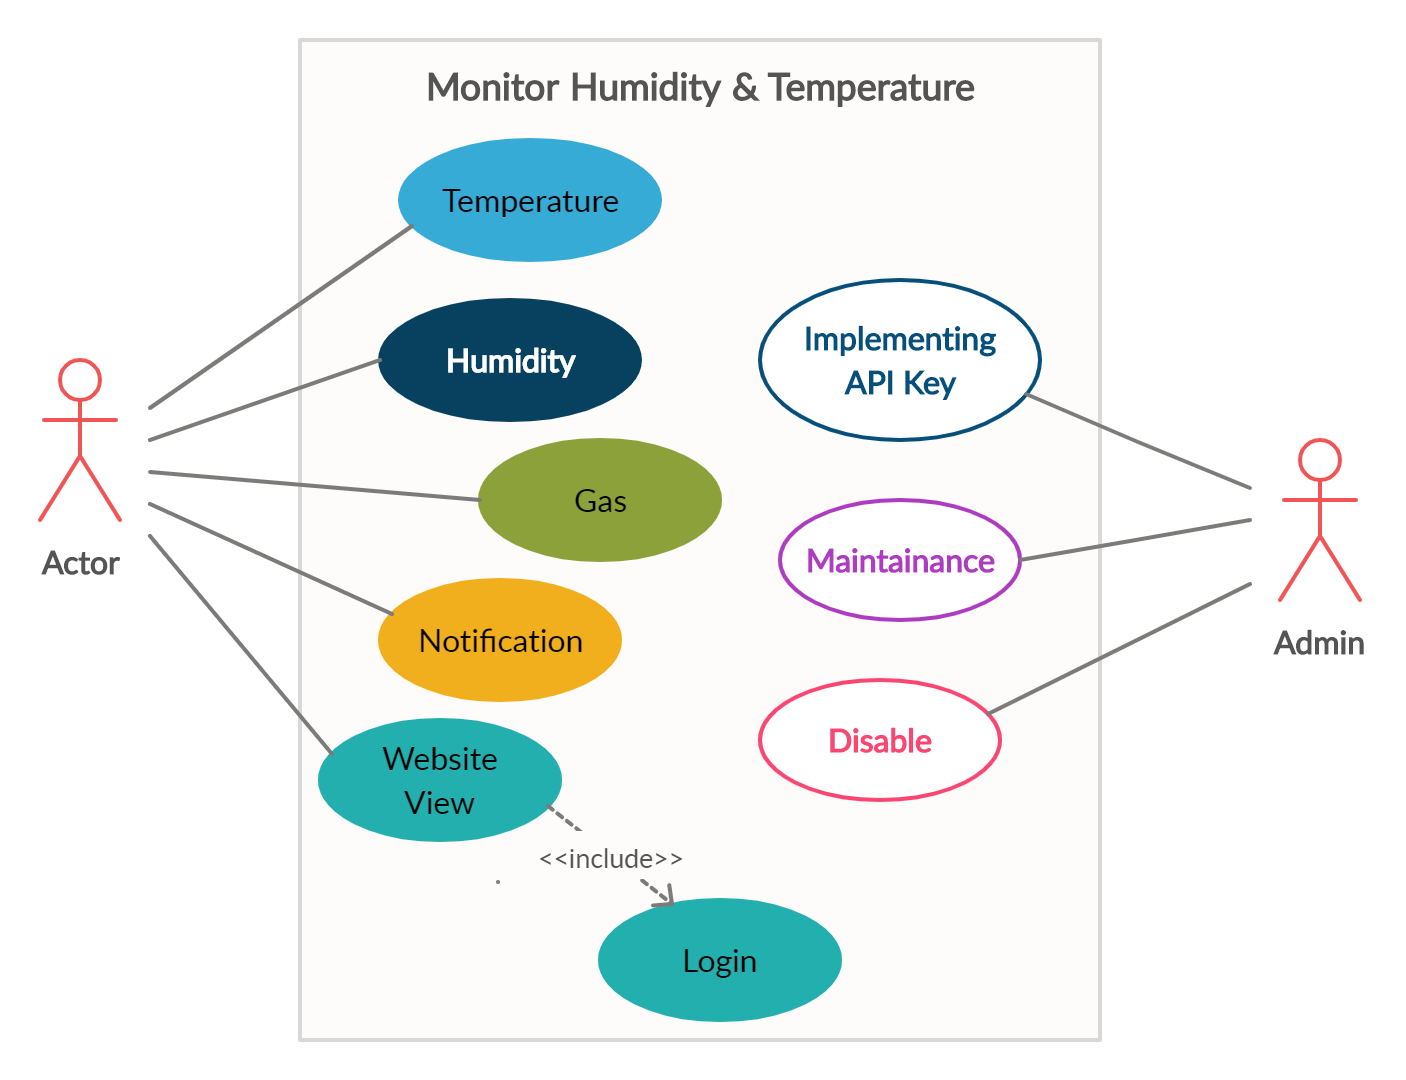 Monitor Humidity & Temperature
Temperature
Humidity
Implementing
API Key
Gas
Actor
Maintainance
Notification
Admin
Disable
Website
View
<<include>>
Login